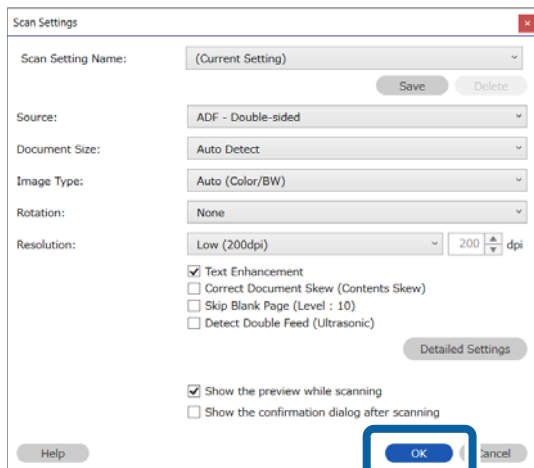 Scan Settings
Scan Setting Name: (Current Setting)
Save Delete
Source: ADF - Double-sided
Document Size: Auto Detect
Image Type: Auto (Color/BW)
Rotation: None
Resolution: Low (200dpi) 200 dpi
Text Enhancement
Correct Document Skew (Contents Skew)
Skip Blank Page (Level : 10)
Detect Double Feed (Ultrasonic)
Detailed Settings
Show the preview while scanning
Show the confirmation dialog after scanning
Help OK Cancel